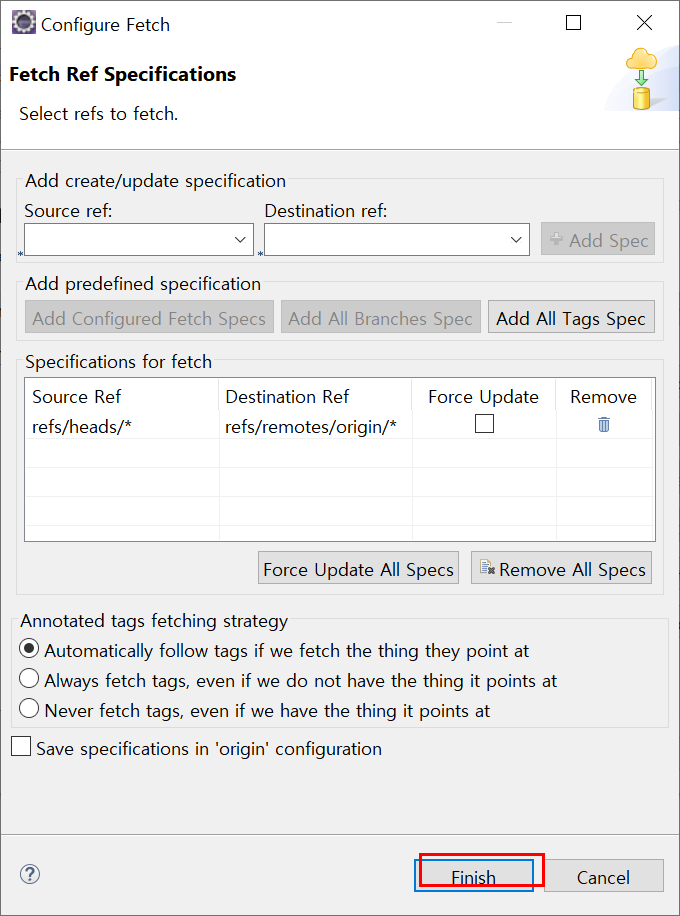 Configure Fetch
Fetch Ref Specifications
Select refs to fetch.
Add create/update specification
Source ref: Destination ref:
* * Add Spec
Add predefined specification
Add Configured Fetch Specs Add All Branches Spec Add All Tags Spec
Specifications for fetch
Source Ref Destination Ref Force Update Remove
refs/heads/* refs/remotes/origin/*
Force Update All Specs Remove All Specs
Annotated tags fetching strategy
Automatically follow tags if we fetch the thing they point at
Always fetch tags, even if we do not have the thing it points at
Never fetch tags, even if we have the thing it points at
Save specifications in 'origin' configuration
? Finish Cancel